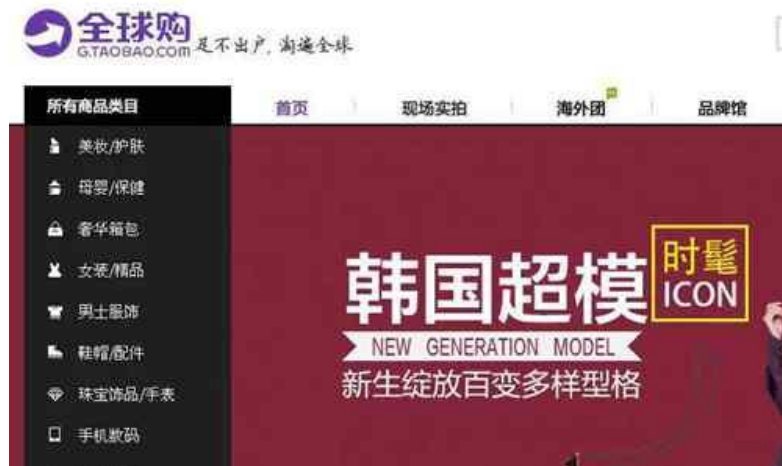 全球购
G.TAOBAO.COM 足不出户,淘遍全球
所有商品类目 首页 现场实拍 海外团 品牌馆
美妆/护肤
母婴/保健
奢华箱包
女装/精品
男士服饰
鞋帽/配件
珠宝饰品/手表
手机数码
韩国超模
时髦
ICON
NEW GENERATION MODEL
新生绽放百变多样型格